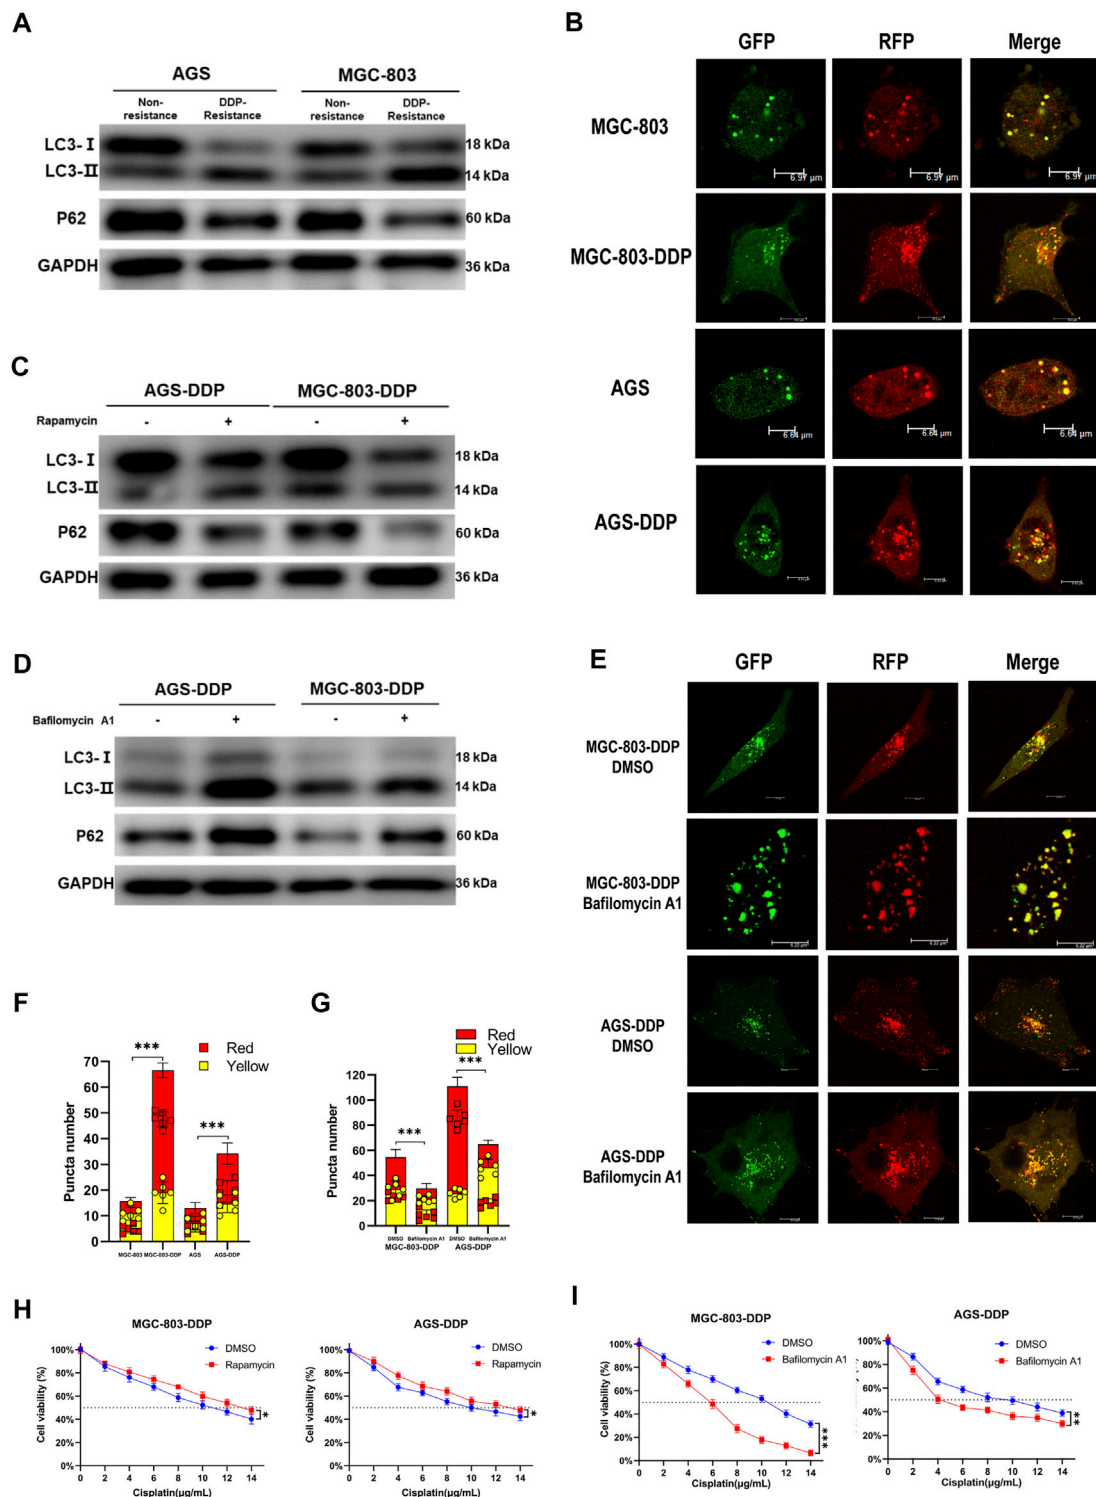 A
AGS MGC-803
Non-resistance DDP-Resistance Non-resistance DDP-Resistance
LC3-Ⅰ 18 kDa
LC3-Ⅱ 14 kDa
P62 60 kDa
GAPDH 36 kDa
B
GFP RFP Merge
MGC-803
6.97 µm 6.97 µm 6.97 µm
MGC-803-DDP
AGS
6.64 µm 6.64 µm 6.64 µm
AGS-DDP
C
AGS-DDP MGC-803-DDP
Rapamycin - + - +
LC3-Ⅰ 18 kDa
LC3-Ⅱ 14 kDa
P62 60 kDa
GAPDH 36 kDa
D
AGS-DDP MGC-803-DDP
Bafilomycin A1 - + - +
LC3-Ⅰ 18 kDa
LC3-Ⅱ 14 kDa
P62 60 kDa
GAPDH 36 kDa
E
GFP RFP Merge
MGC-803-DDP
DMSO
MGC-803-DDP
Bafilomycin A1
6.22 µm 6.22 µm 6.22 µm
AGS-DDP
DMSO
AGS-DDP
Bafilomycin A1
F
Red
Yellow
*** ***
Puncta number
70
60
50
40
30
20
10
0
MGC-803 MGC-803-DDP AGS AGS-DDP
G
Red
Yellow
*** ***
Puncta number
120
100
80
60
40
20
0
DMSO Bafilomycin A1 DMSO Bafilomycin A1
MGC-803-DDP AGS-DDP
H
MGC-803-DDP
DMSO
Rapamycin
Cell viability (%)
100%
80%
60%
40%
20%
0%
*
0 2 4 6 8 10 12 14
Cisplatin(µg/mL)
AGS-DDP
DMSO
Rapamycin
Cell viability (%)
100%
80%
60%
40%
20%
0%
*
0 2 4 6 8 10 12 14
Cisplatin(µg/mL)
I
MGC-803-DDP
DMSO
Bafilomycin A1
Cell viability (%)
100%
80%
60%
40%
20%
0%
***
0 2 4 6 8 10 12 14
Cisplatin(µg/mL)
AGS-DDP
DMSO
Bafilomycin A1
100%
80%
60%
40%
20%
0%
**
0 2 4 6 8 10 12 14
Cisplatin(µg/mL)